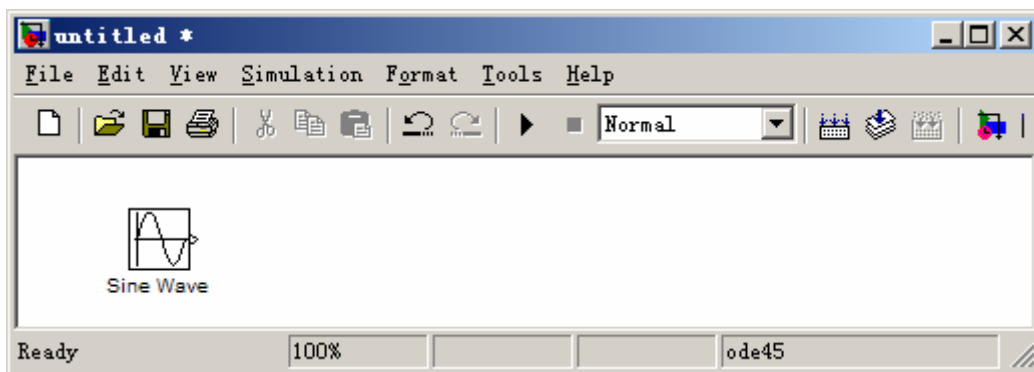 untitled *
File Edit View Simulation Format Tools Help
Normal
Sine Wave
Ready 100% ode45